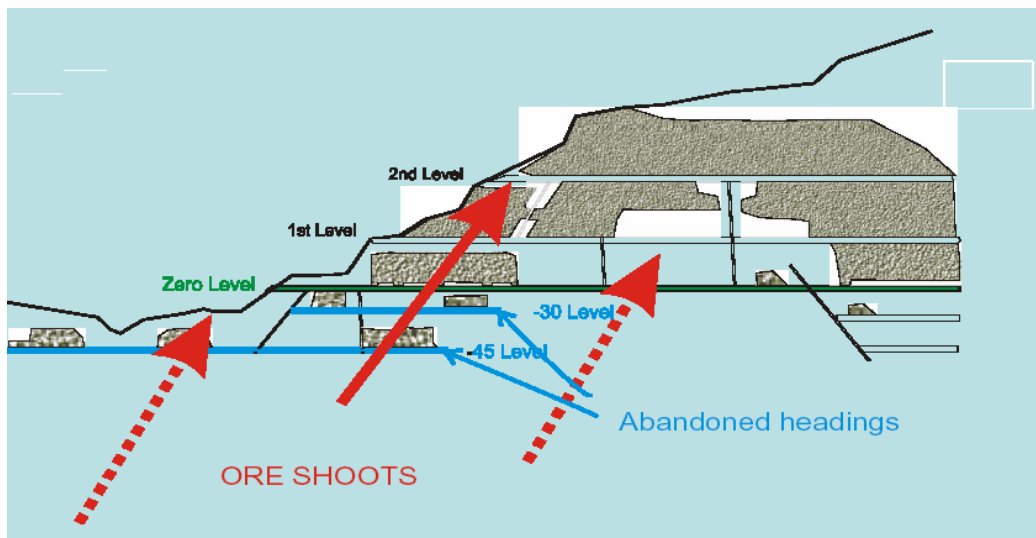 2nd Level
1st Level
Zero Level
-30 Level
-45 Level
Abandoned headings
ORE SHOOTS